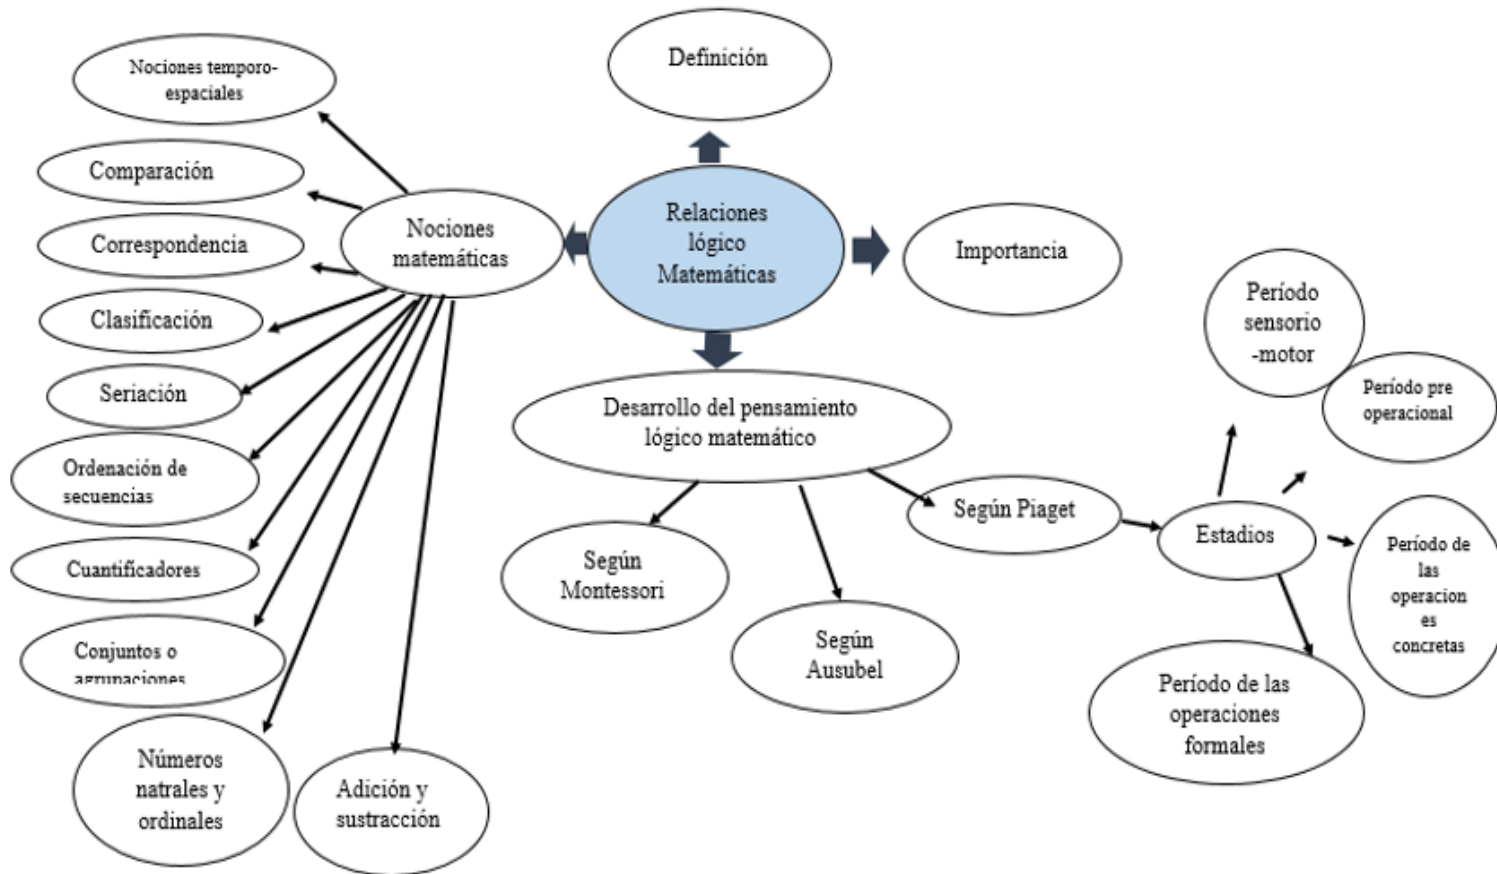 Definición
Nociones temporo-
espaciales
Comparación
Correspondencia
Clasificación
Seriación
Ordenación de
secuencias
Cuantificadores
Conjuntos o
agrupaciones
Números
natrales y
ordinales
Adición y
sustracción
Nociones
matemáticas
Relaciones
lógico
Matemáticas
Importancia
Desarrollo del pensamiento
lógico matemático
Según
Montessori
Según
Ausubel
Según Piaget
Estadios
Período
sensorio
-motor
Período pre
operacional
Período de
las
operacion
es
concretas
Período de las
operaciones
formales